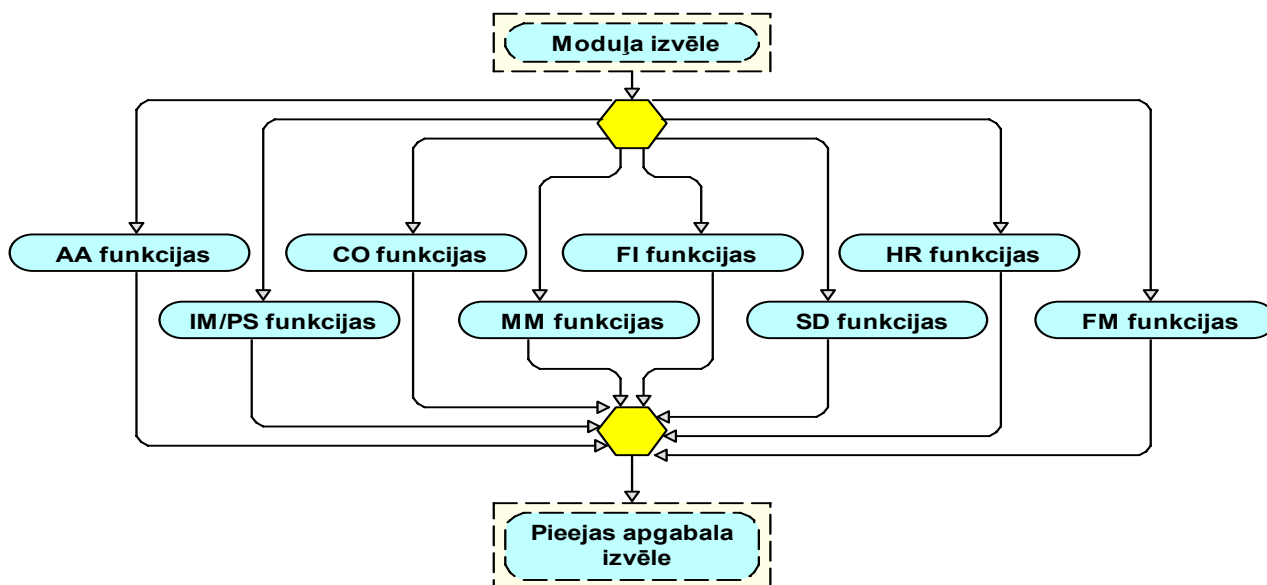 Moduļa izvēle
AA funkcijas
CO funkcijas
FI funkcijas
HR funkcijas
IM/PS funkcijas
MM funkcijas
SD funkcijas
FM funkcijas
Pieejas apgabala
izvēle